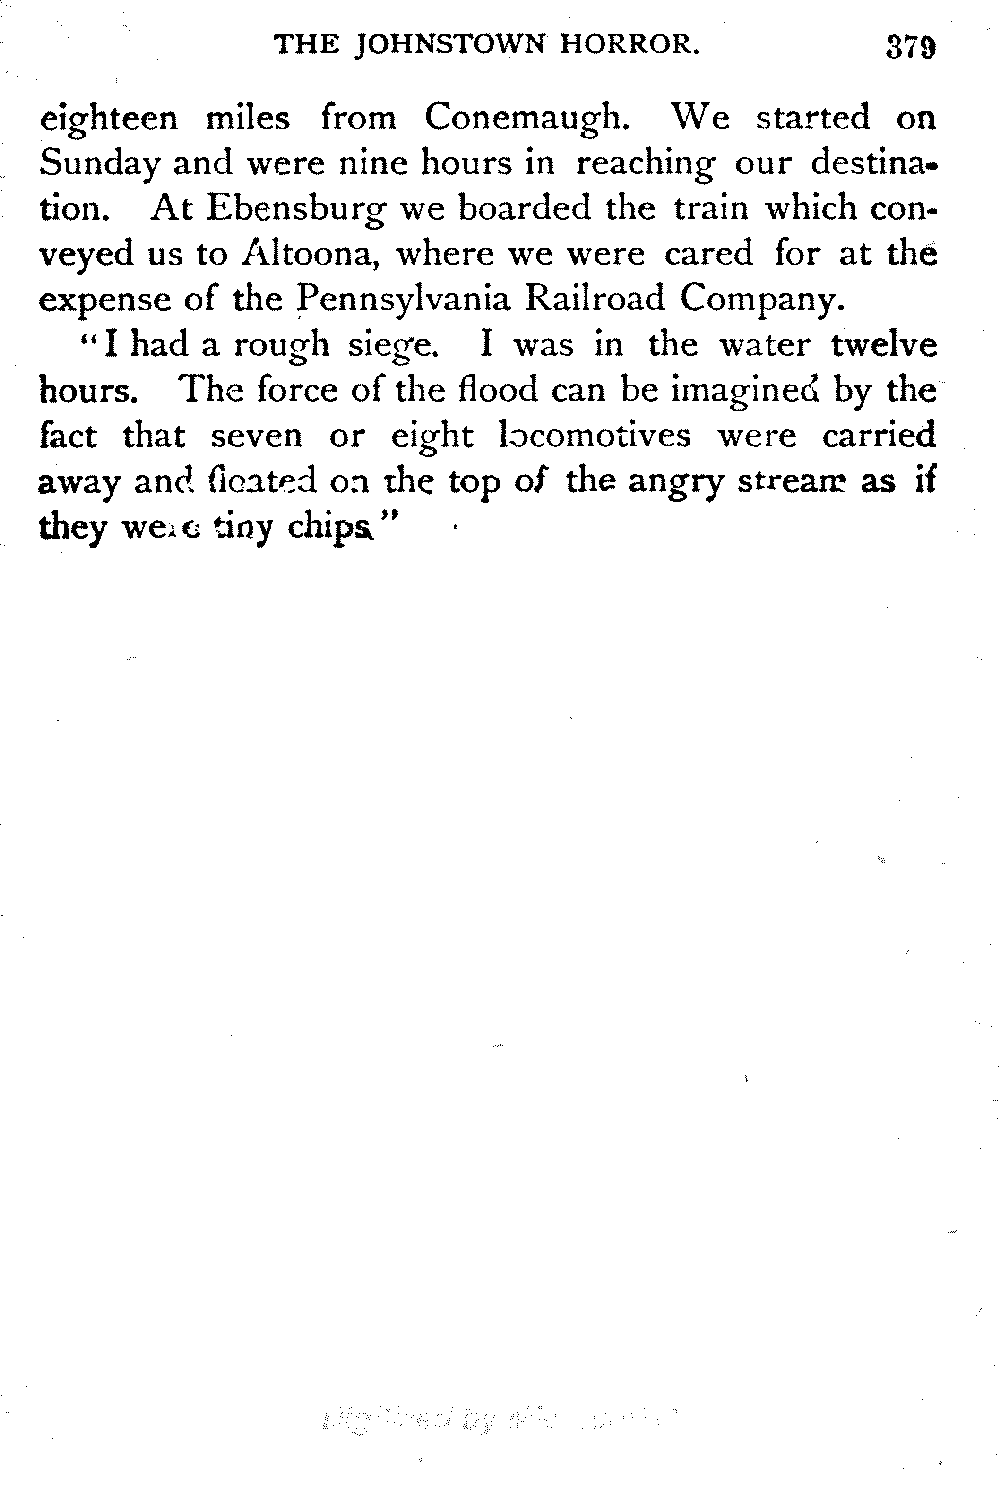 THE JOHNSTOWN HORROR. 379
eighteen miles from Conemaugh. We started on
Sunday and were nine hours in reaching our destina-
tion. At Ebensburg we boarded the train which con-
veyed us to Altoona, where we were cared for at the
expense of the Pennsylvania Railroad Company.
"I had a rough siege. I was in the water twelve
hours. The force of the flood can be imagined by the
fact that seven or eight locomotives were carried
away and floated on the top of the angry stream as if
they were tiny chips."